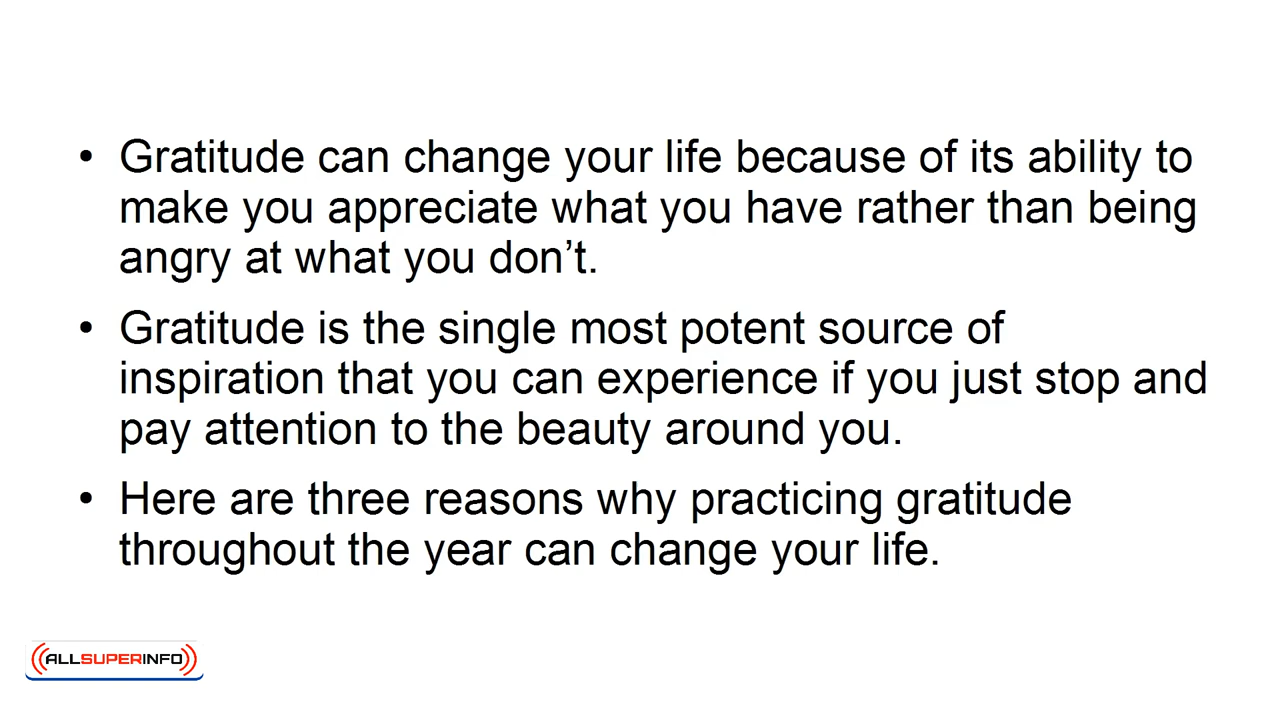 • Gratitude can change your life because of its ability to
make you appreciate what you have rather than being
angry at what you don’t.
• Gratitude is the single most potent source of
inspiration that you can experience if you just stop and
pay attention to the beauty around you.
• Here are three reasons why practicing gratitude
throughout the year can change your life.
ALLSUPERINFO